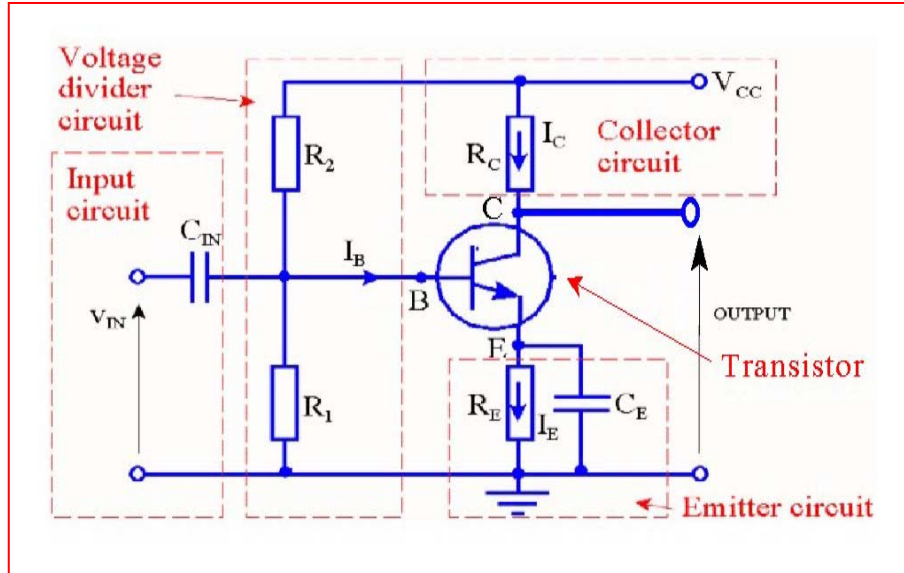 Voltage
divider
circuit
V_CC
I_C
Collector
circuit
R_2
R_C
Input
circuit
C
C_IN
I_B
B
V_IN
OUTPUT
E
Transistor
R_1
R_E
I_E
C_E
Emitter circuit